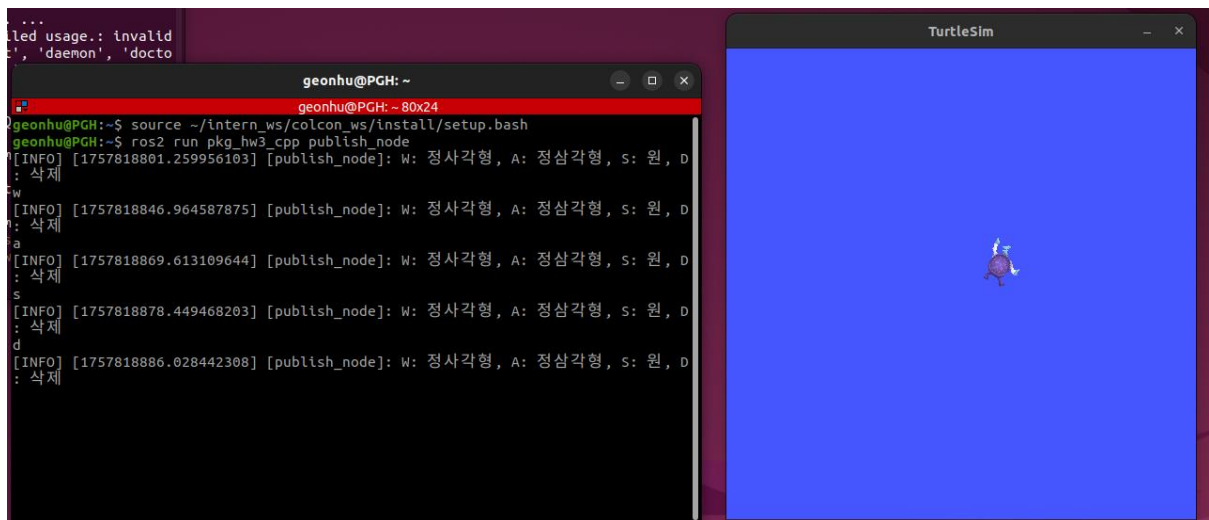 . ...
iled usage.: invalid
', 'daemon', 'docto
geonhu@PGH: ~
geonhu@PGH: ~ 80x24
geonhu@PGH:~$ source ~/intern_ws/colcon_ws/install/setup.bash
geonhu@PGH:~$ ros2 run pkg_hw3_cpp publish_node
[INFO] [1757818801.259956103] [publish_node]: W: 정사각형, A: 정삼각형, S: 원, D
: 삭제
w
[INFO] [1757818846.964587875] [publish_node]: W: 정사각형, A: 정삼각형, S: 원, D
: 삭제
a
[INFO] [1757818869.613109644] [publish_node]: W: 정사각형, A: 정삼각형, S: 원, D
: 삭제
s
[INFO] [1757818878.449468203] [publish_node]: W: 정사각형, A: 정삼각형, S: 원, D
: 삭제
d
[INFO] [1757818886.028442308] [publish_node]: W: 정사각형, A: 정삼각형, S: 원, D
: 삭제
TurtleSim